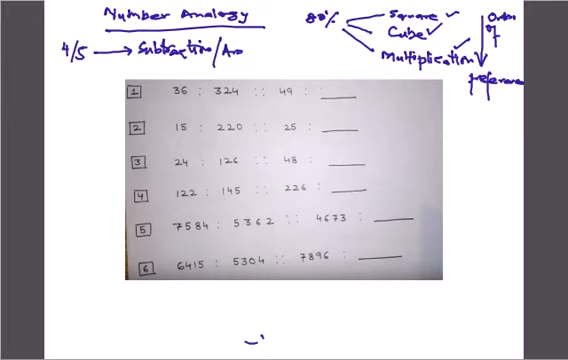 Number Analogy
4/5 → Subtraction/
80% Square ✓
Cube ✓
Multiplication ✓
Order
of
preference
1 36 : 324 :: 49 : ____
2 15 : 220 :: 25 : ____
3 24 : 126 :: 48 : ____
4 122 : 145 :: 226 : ____
5 7584 : 5362 :: 4673 : ____
6 6415 : 5304 :: 7896 : ____